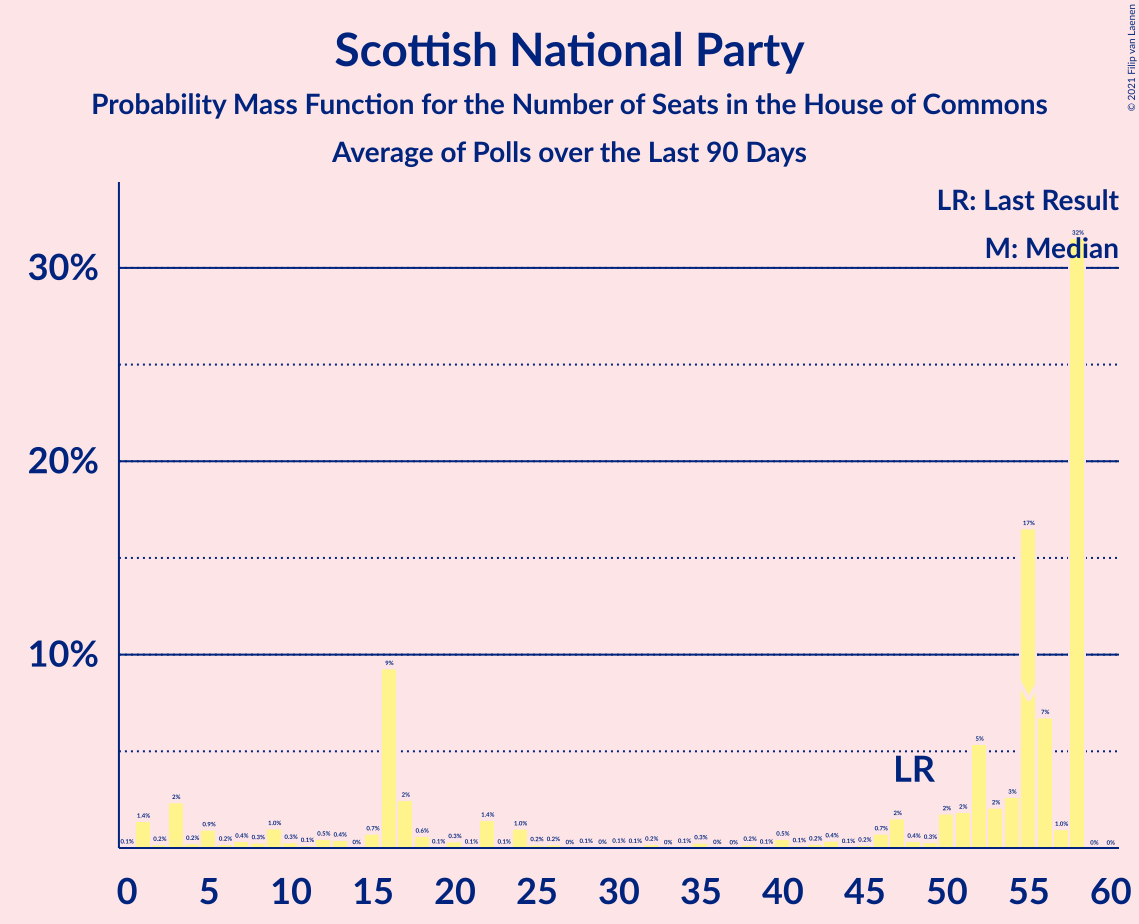 Scottish National Party
Probability Mass Function for the Number of Seats in the House of Commons
Average of Polls over the Last 90 Days
© 2021 Filip van Laenen
LR: Last Result
M: Median
30%
20%
10%
0.1% 1.4% 0.2% 2% 0.2% 0.9% 0.2% 0.4% 0.3% 1.0% 0.3% 0.1% 0.5% 0.4% 0% 0.7% 9% 2% 0.6% 0.1% 0.3% 0.1% 1.4% 0.1% 1.0% 0.2% 0.2% 0% 0.1% 0% 0.1% 0.1% 0.2% 0% 0.1% 0.3% 0% 0% 0.2% 0.1% 0.5% 0.1% 0.2% 0.4% 0.1% 0.2% 0.7% 2% 0.4% 0.3% 2% 2% 5% 2% 3% 17% 7% 1.0% 32% 0% 0%
LR
0 5 10 15 20 25 30 35 40 45 50 55 60